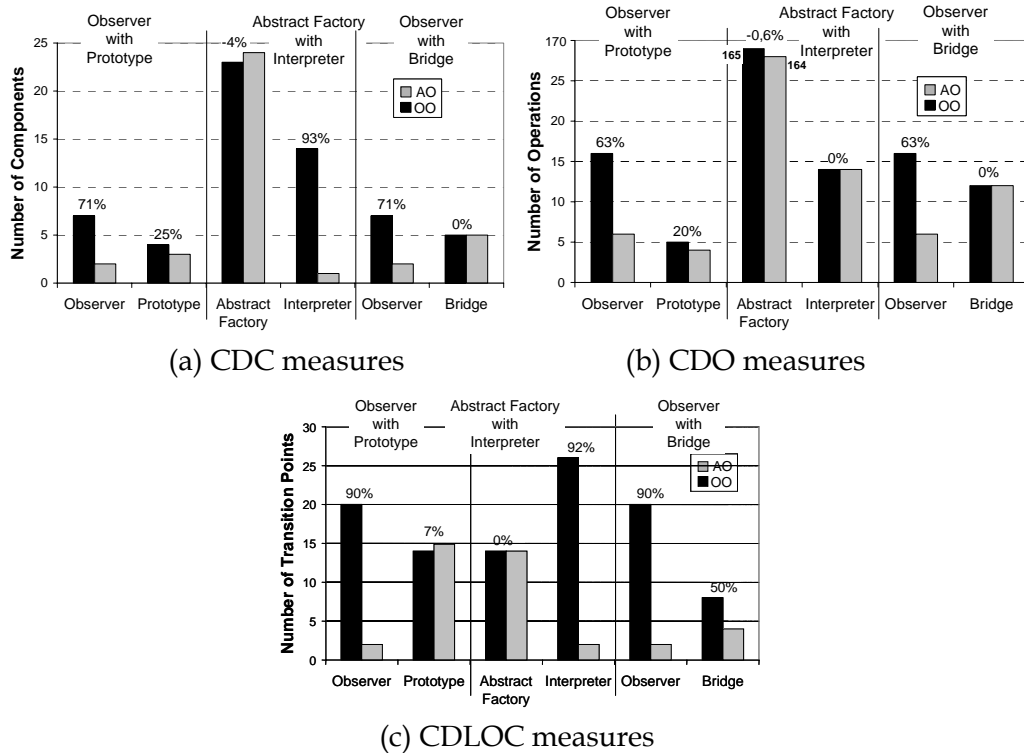 Observer
with
Prototype
Abstract Factory
with
Interpreter
Observer
with
Bridge
Number of Components
25
20
15
10
5
0
-4%
93%
71%
25%
71%
0%
AO
OO
Observer Prototype Abstract Factory Interpreter Observer Bridge
(a) CDC measures
Observer
with
Prototype
Abstract Factory
with
Interpreter
Observer
with
Bridge
Number of Operations
170
25
20
15
10
5
0
-0,6%
165
164
63%
20%
0%
63%
0%
AO
OO
Observer Prototype Abstract Factory Interpreter Observer Bridge
(b) CDO measures
Observer
with
Prototype
Abstract Factory
with
Interpreter
Observer
with
Bridge
Number of Transition Points
30
25
20
15
10
5
0
90%
7%
0%
92%
90%
50%
AO
OO
Observer Prototype Abstract Factory Interpreter Observer Bridge
(c) CDLOC measures